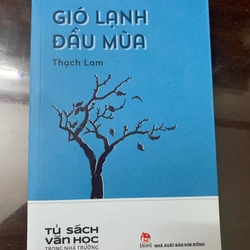 GIÓ LẠNH
ĐẦU MÙA
Thạch Lam
TỦ SÁCH
VĂN HỌC
TRONG NHÀ TRƯỜNG
NHÀ XUẤT BẢN KIM ĐỒNG